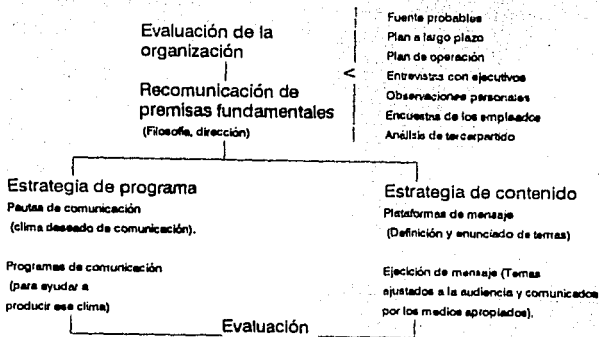 Evaluación de la
organización
Recomunicación de
premisas fundamentales
(Filosofía, dirección)
<
Fuente probables
Plan a largo plazo
Plan de operación
Entrevistas con ejecutivos
Observaciones personales
Encuestas de los empleados
Análisis de tercerpartido
Estrategia de programa
Pautas de comunicación
(clima deseado de comunicación).
Programas de comunicación
(para ayudar a
producir ese clima)
Estrategia de contenido
Plataformas de mensaje
(Definición y enunciado de temas)
Ejecición de mensaje (Temas
ajustados a la audiencia y comunicados
por los medios apropiados).
Evaluación